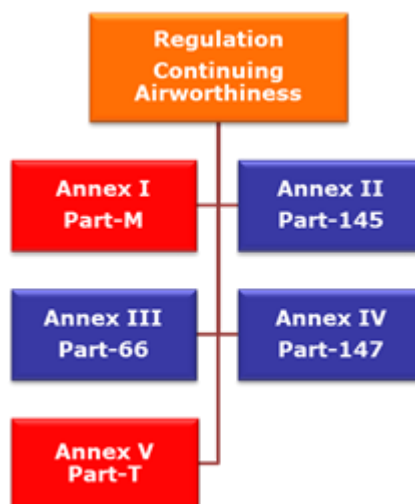 Regulation
Continuing
Airworthiness
Annex I
Part-M
Annex II
Part-145
Annex III
Part-66
Annex IV
Part-147
Annex V
Part-T